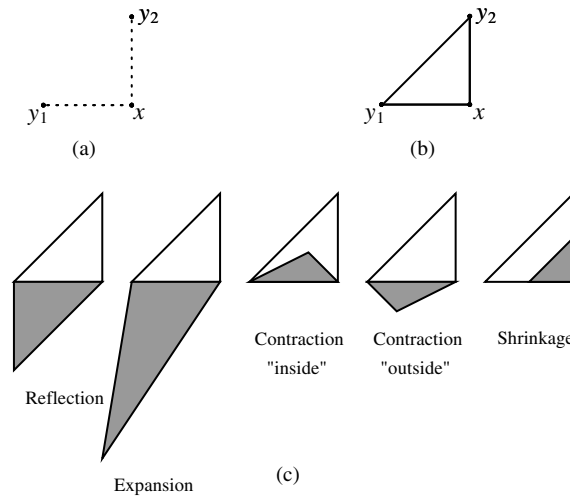 y2
y1
x
(a)
y2
y1
x
(b)
Reflection
Expansion
Contraction
"inside"
Contraction
"outside"
Shrinkage
(c)